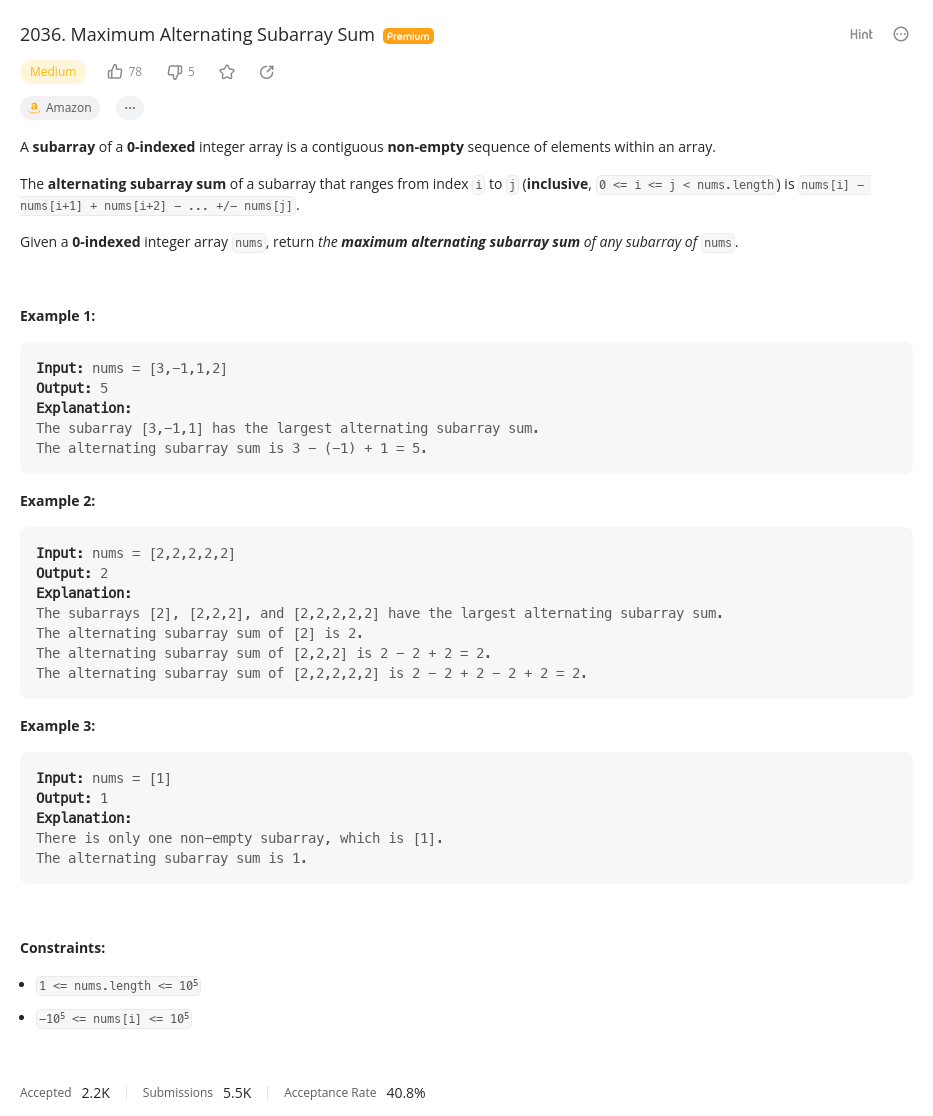 2036. Maximum Alternating Subarray Sum Premium Hint
Medium 78 5
Amazon ...
A subarray of a 0-indexed integer array is a contiguous non-empty sequence of elements within an array.
The alternating subarray sum of a subarray that ranges from index i to j (inclusive, 0 <= i <= j < nums.length) is nums[i] −
nums[i+1] + nums[i+2] − ... +/− nums[j].
Given a 0-indexed integer array nums, return the maximum alternating subarray sum of any subarray of nums.
Example 1:
Input: nums = [3,−1,1,2]
Output: 5
Explanation:
The subarray [3,−1,1] has the largest alternating subarray sum.
The alternating subarray sum is 3 − (−1) + 1 = 5.
Example 2:
Input: nums = [2,2,2,2,2]
Output: 2
Explanation:
The subarrays [2], [2,2,2], and [2,2,2,2,2] have the largest alternating subarray sum.
The alternating subarray sum of [2] is 2.
The alternating subarray sum of [2,2,2] is 2 − 2 + 2 = 2.
The alternating subarray sum of [2,2,2,2,2] is 2 − 2 + 2 − 2 + 2 = 2.
Example 3:
Input: nums = [1]
Output: 1
Explanation:
There is only one non−empty subarray, which is [1].
The alternating subarray sum is 1.
Constraints:
• 1 <= nums.length <= 10⁵
• −10⁵ <= nums[i] <= 10⁵
Accepted 2.2K Submissions 5.5K Acceptance Rate 40.8%